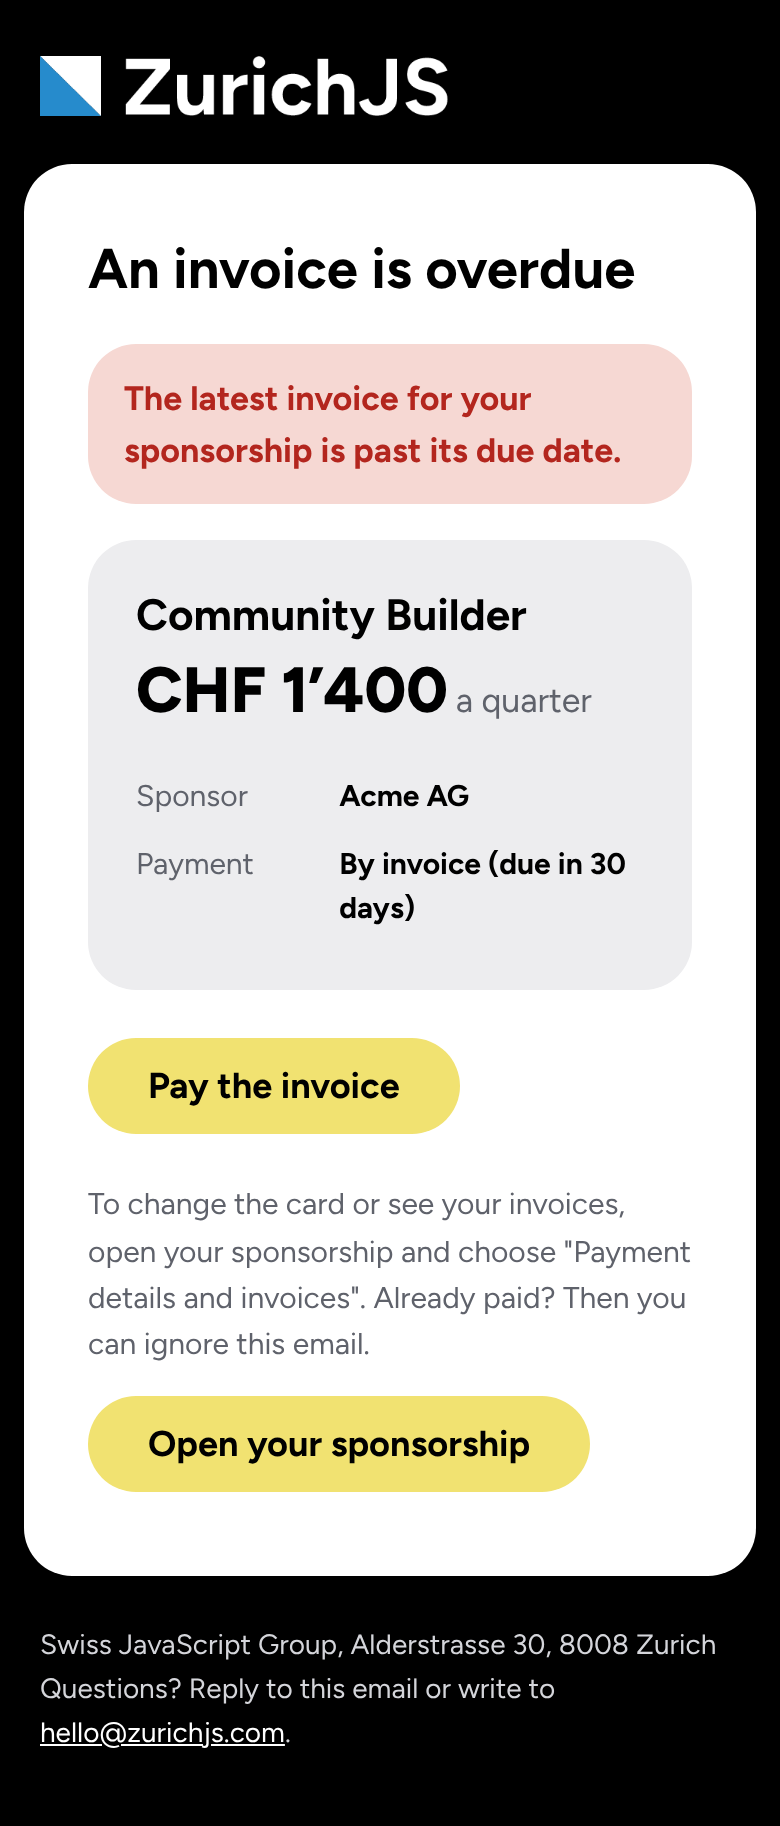 ZurichJS
An invoice is overdue
The latest invoice for your
sponsorship is past its due date.
Community Builder
CHF 1’400 a quarter
Sponsor Acme AG
Payment By invoice (due in 30
days)
Pay the invoice
To change the card or see your invoices,
open your sponsorship and choose "Payment
details and invoices". Already paid? Then you
can ignore this email.
Open your sponsorship
Swiss JavaScript Group, Alderstrasse 30, 8008 Zurich
Questions? Reply to this email or write to
hello@zurichjs.com.